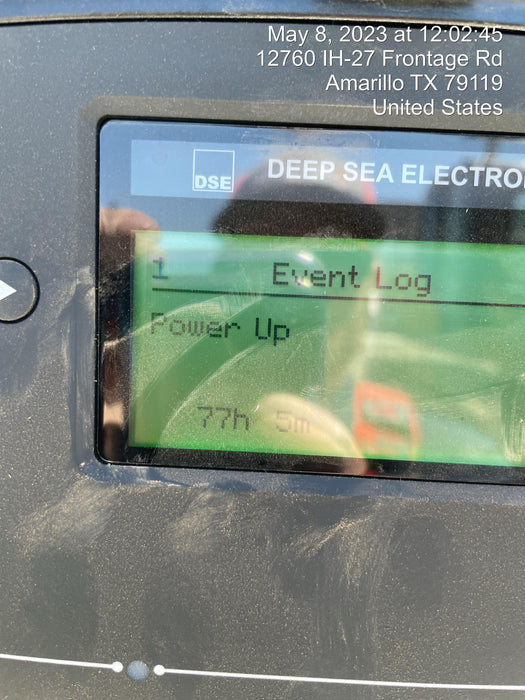 May 8, 2023 at 12:02:45
12760 IH-27 Frontage Rd
Amarillo TX 79119
United States
DSE
DEEP SEA ELECTRO
1 Event Log
Power Up
77h 5m